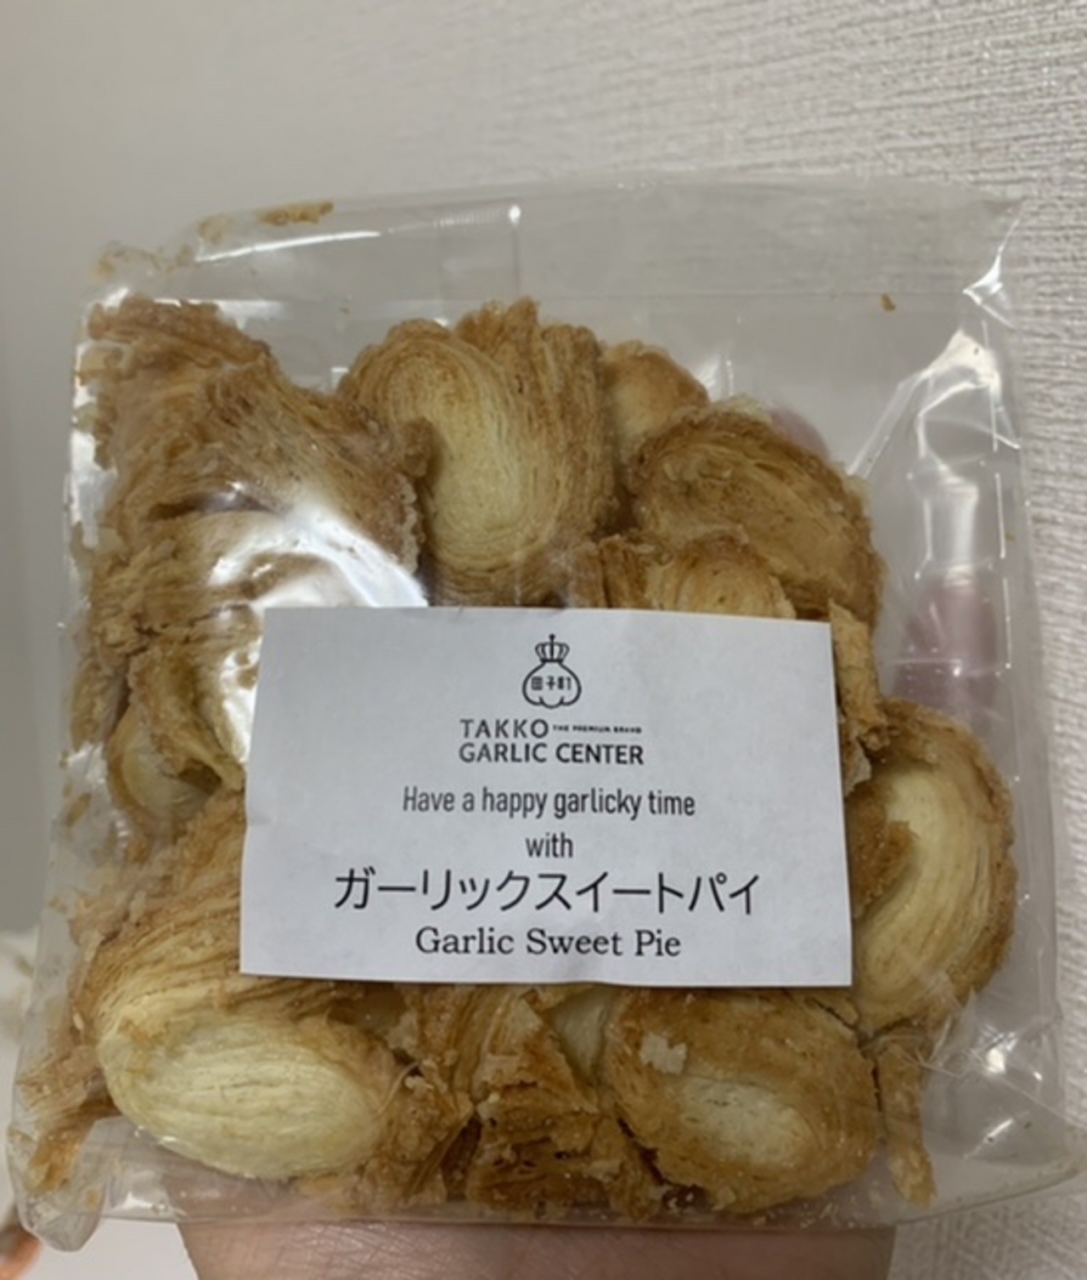 田子町
TAKKO THE PREMIUM BRAND
GARLIC CENTER
Have a happy garlicky time
with
ガーリックスイートパイ
Garlic Sweet Pie